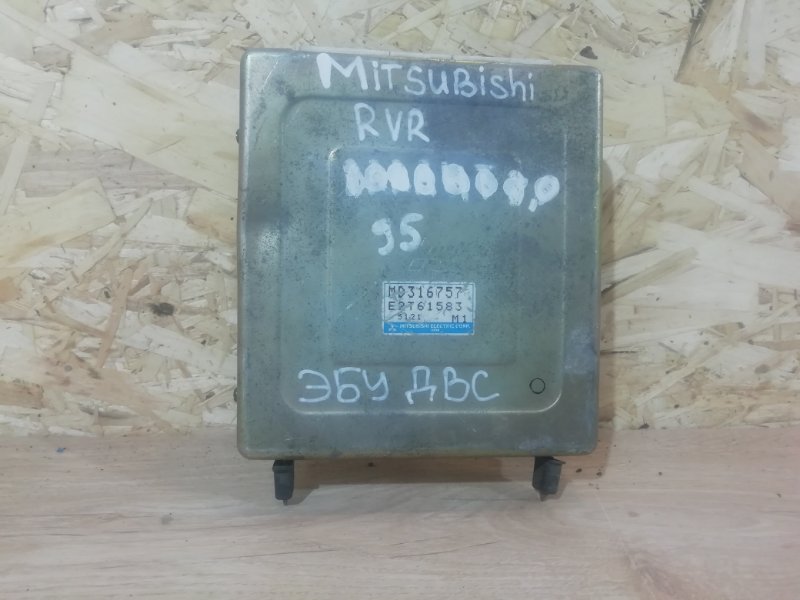 MiTSUBishi
RVR
95
MD316757
E2T61583
5121 M1
MITSUBISHI ELECTRIC CORP.
ЭБУ ДВС